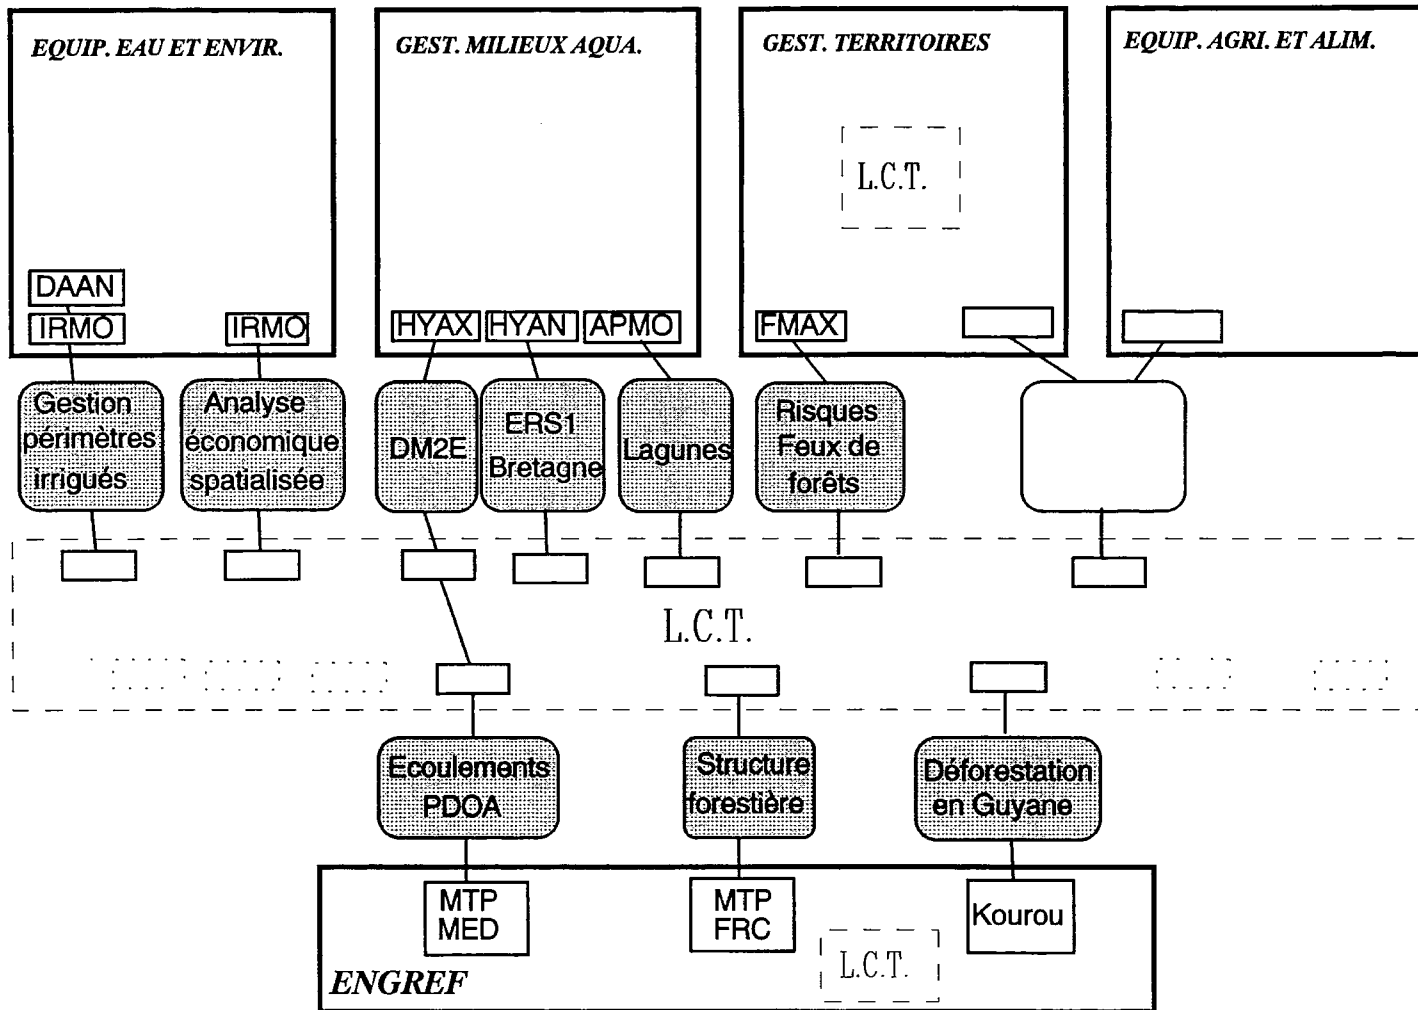 EQUIP. EAU ET ENVIR.
GEST. MILIEUX AQUA.
GEST. TERRITOIRES
EQUIP. AGRI. ET ALIM.
L.C.T.
DAAN
IRMO
IRMO
HYAX
HYAN
APMO
FMAX
Gestion
périmètres
irrigués
Analyse
économique
spatialisée
DM2E
ERS1
Bretagne
Lagunes
Risques
Feux de
forêts
L.C.T.
Ecoulements
PDOA
Structure
forestière
Déforestation
en Guyane
MTP
MED
MTP
FRC
Kourou
L.C.T.
ENGREF